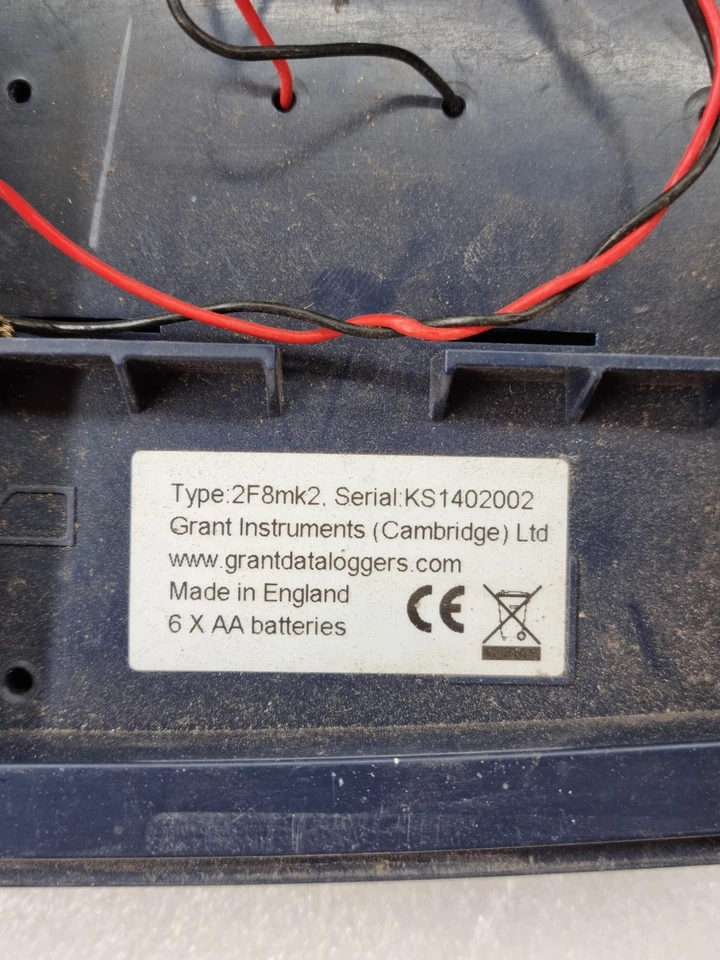 Type:2F8mk2, Serial:KS1402002
Grant Instruments (Cambridge) Ltd
www.grantdataloggers.com
Made in England
6 X AA batteries
CE